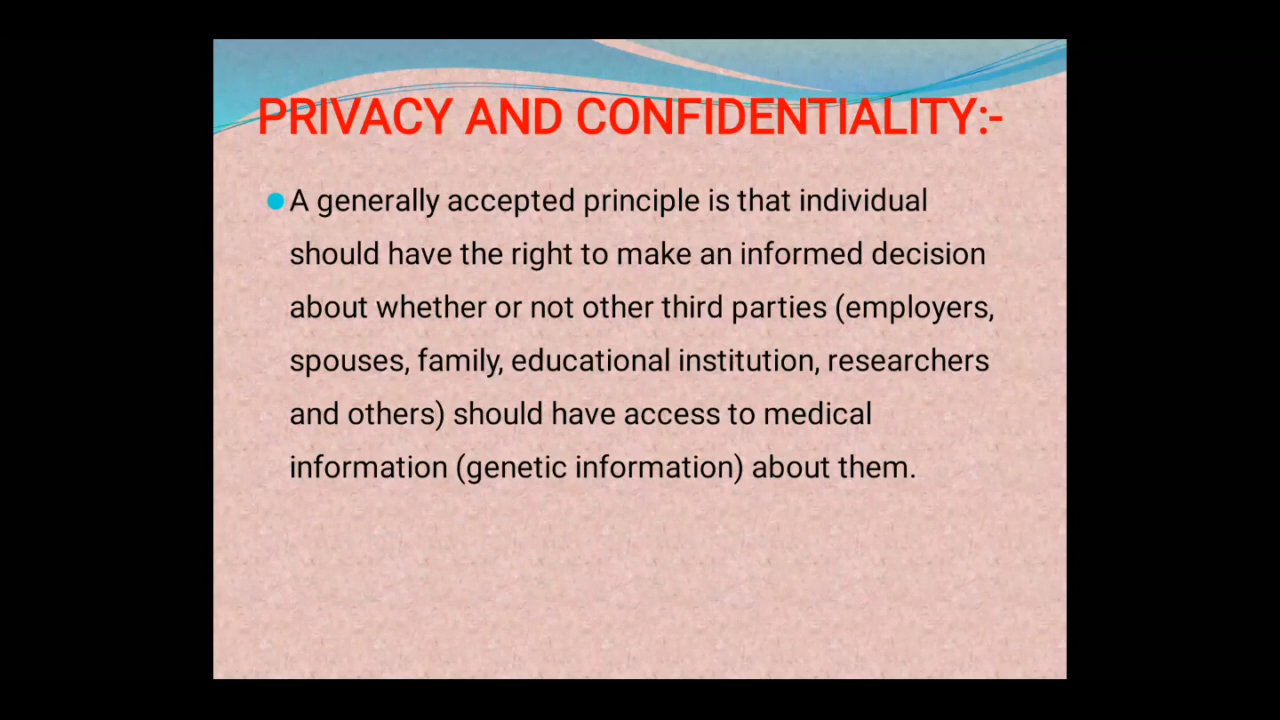 PRIVACY AND CONFIDENTIALITY:-
A generally accepted principle is that individual
should have the right to make an informed decision
about whether or not other third parties (employers,
spouses, family, educational institution, researchers
and others) should have access to medical
information (genetic information) about them.